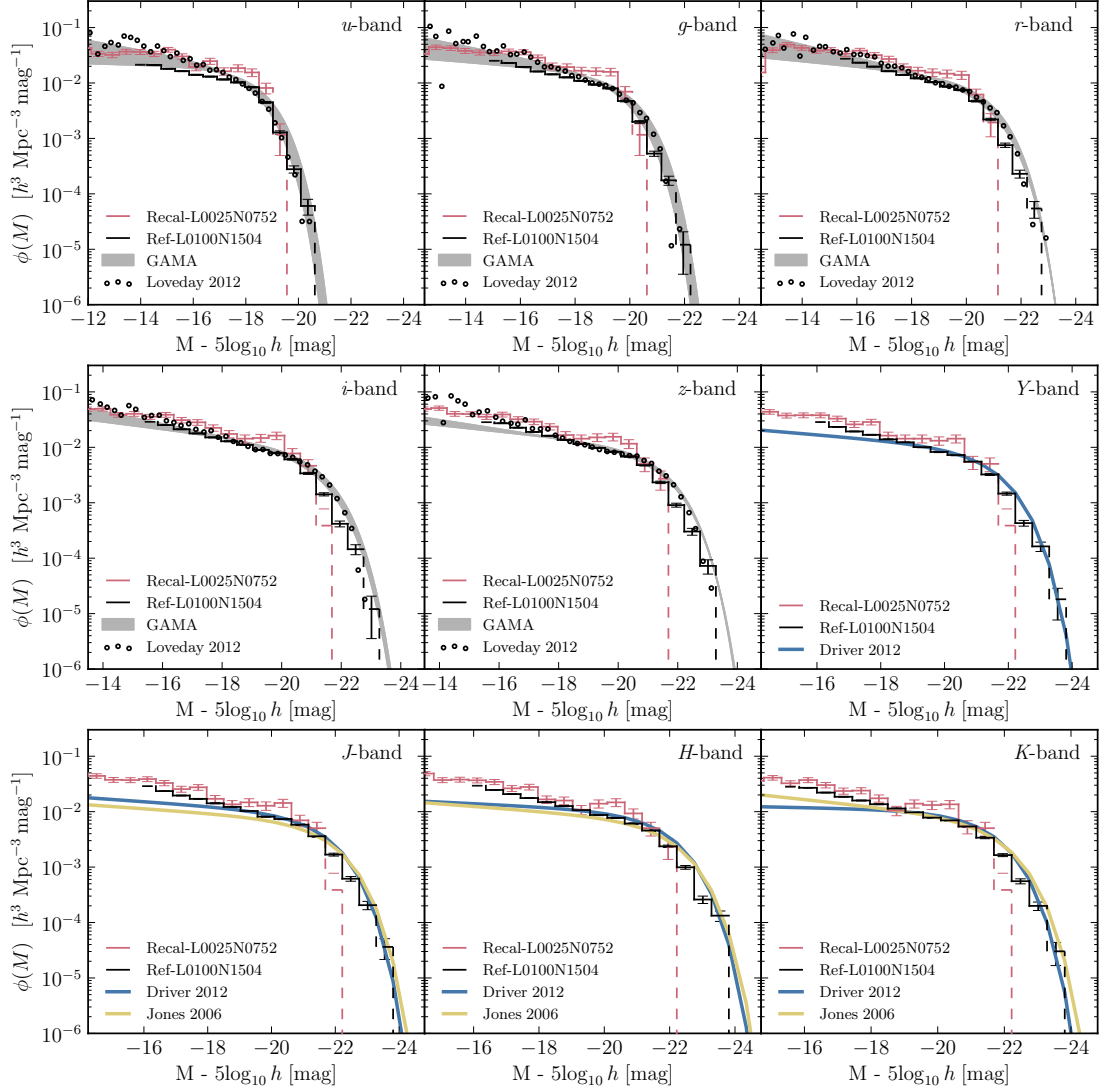 u-band
g-band
r-band
10⁻¹
10⁻²
10⁻³
10⁻⁴
10⁻⁵
10⁻⁶
ϕ(M) [h³ Mpc⁻³ mag⁻¹]
Recal-L0025N0752
Ref-L0100N1504
GAMA
Loveday 2012
Recal-L0025N0752
Ref-L0100N1504
GAMA
Loveday 2012
Recal-L0025N0752
Ref-L0100N1504
GAMA
Loveday 2012
−12 −14 −16 −18 −20 −22 −24
−14 −16 −18 −20 −22 −24
−14 −16 −18 −20 −22 −24
M - 5log₁₀ h [mag]
M - 5log₁₀ h [mag]
M - 5log₁₀ h [mag]
i-band
z-band
Y-band
10⁻¹
10⁻²
10⁻³
10⁻⁴
10⁻⁵
10⁻⁶
ϕ(M) [h³ Mpc⁻³ mag⁻¹]
Recal-L0025N0752
Ref-L0100N1504
GAMA
Loveday 2012
Recal-L0025N0752
Ref-L0100N1504
GAMA
Loveday 2012
Recal-L0025N0752
Ref-L0100N1504
Driver 2012
−14 −16 −18 −20 −22 −24
−14 −16 −18 −20 −22 −24
−16 −18 −20 −22 −24
M - 5log₁₀ h [mag]
M - 5log₁₀ h [mag]
M - 5log₁₀ h [mag]
J-band
H-band
K-band
10⁻¹
10⁻²
10⁻³
10⁻⁴
10⁻⁵
10⁻⁶
ϕ(M) [h³ Mpc⁻³ mag⁻¹]
Recal-L0025N0752
Ref-L0100N1504
Driver 2012
Jones 2006
Recal-L0025N0752
Ref-L0100N1504
Driver 2012
Jones 2006
Recal-L0025N0752
Ref-L0100N1504
Driver 2012
Jones 2006
−16 −18 −20 −22 −24
−16 −18 −20 −22 −24
−16 −18 −20 −22 −24
M - 5log₁₀ h [mag]
M - 5log₁₀ h [mag]
M - 5log₁₀ h [mag]